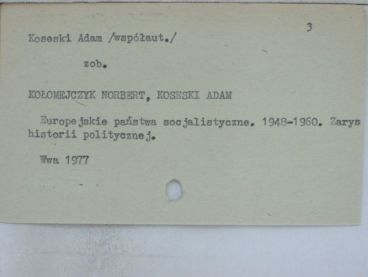 3
Koseski Adam /współaut./
zob.
KOŁOMEJCZYK NORBERT, KOSESKI ADAM
Europejskie państwa socjalistyczne. 1948-1960. Zarys
historii politycznej.
Wwa 1977